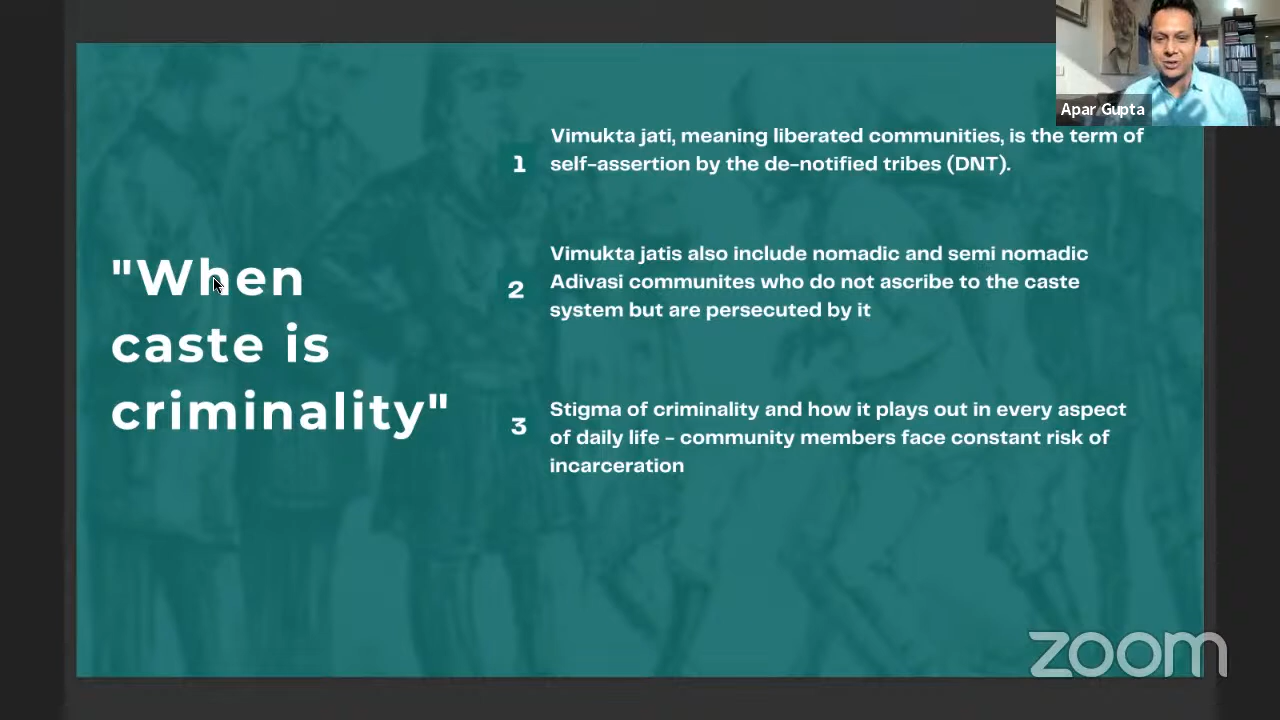 Apar Gupta
"When
caste is
criminality"
1
Vimukta jati, meaning liberated communities, is the term of
self-assertion by the de-notified tribes (DNT).
2
Vimukta jatis also include nomadic and semi nomadic
Adivasi communites who do not ascribe to the caste
system but are persecuted by it
3
Stigma of criminality and how it plays out in every aspect
of daily life - community members face constant risk of
incarceration
zoom